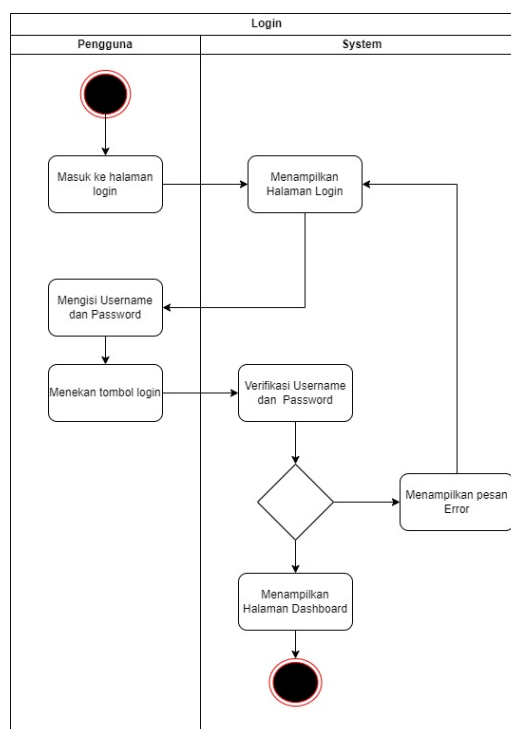 Login
Pengguna
System
Masuk ke halaman
login
Menampilkan
Halaman Login
Mengisi Username
dan Password
Menekan tombol login
Verifikasi Username
dan Password
Menampilkan pesan
Error
Menampilkan
Halaman Dashboard